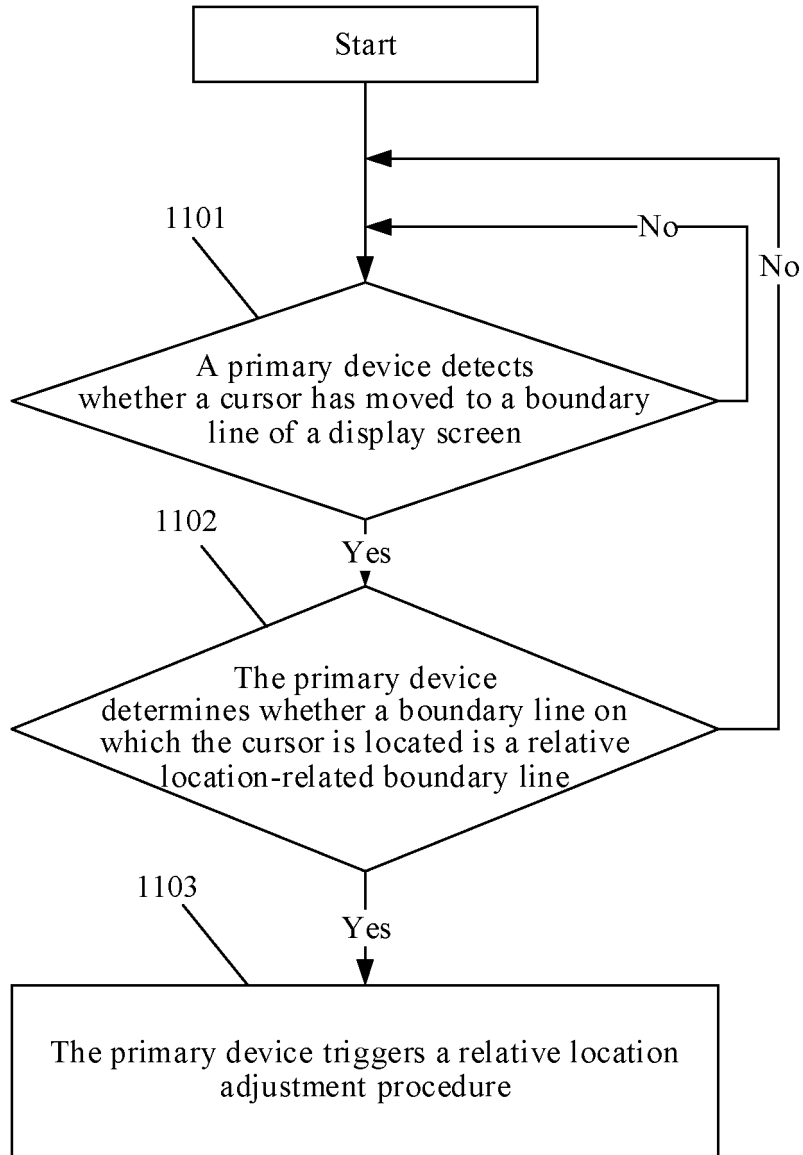 Start
1101
No
No
A primary device detects
whether a cursor has moved to a boundary
line of a display screen
1102
Yes
The primary device
determines whether a boundary line on
which the cursor is located is a relative
location-related boundary line
1103
Yes
The primary device triggers a relative location
adjustment procedure